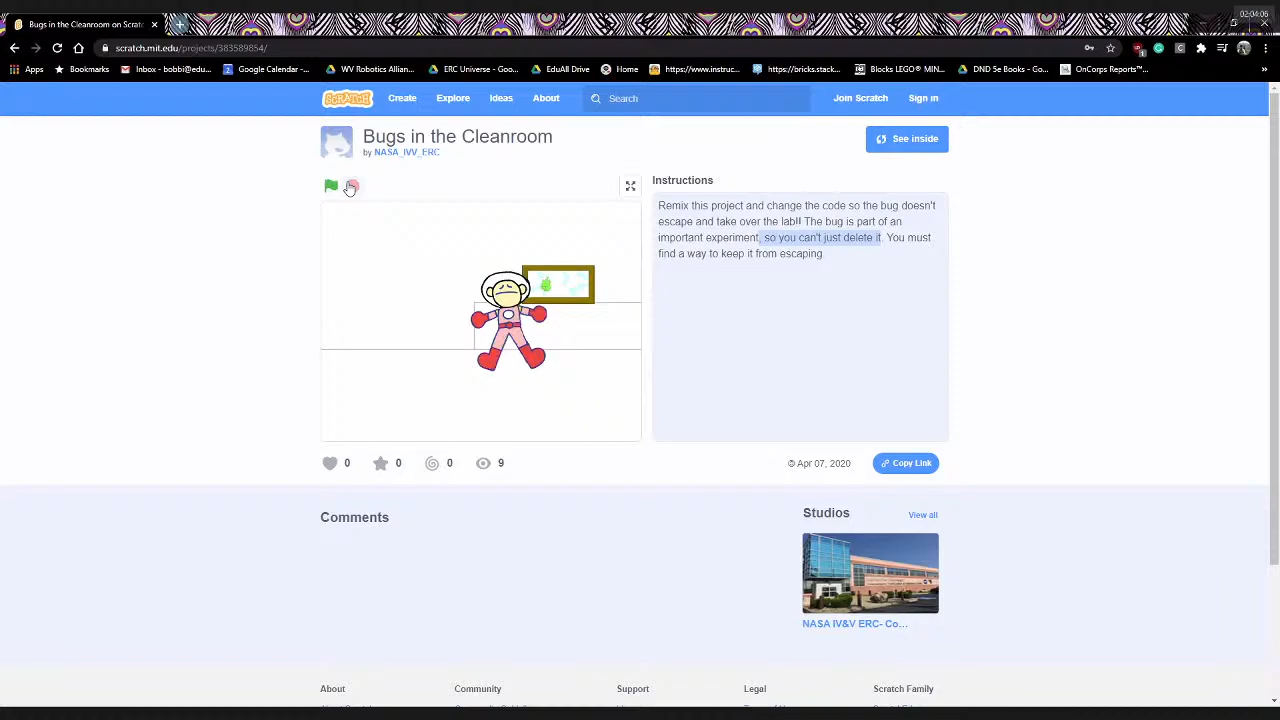 02:04:06
Bugs in the Cleanroom on Scratc
scratch.mit.edu/projects/383589854/
Apps
Bookmarks
Inbox - bobbi@edu...
Google Calendar -...
WV Robotics Allian...
ERC Universe - Goo...
EduAll Drive
Home
https://www.instruc...
https://bricks.stack...
Blocks LEGO® MIN...
DND 5e Books - Go...
OnCorps Reports™...
»
SCRATCH
Create
Explore
Ideas
About
Search
Join Scratch
Sign in
Bugs in the Cleanroom
by NASA_IVV_ERC
See inside
Instructions
Remix this project and change the code so the bug doesn't
escape and take over the lab!! The bug is part of an
important experiment, so you can't just delete it. You must
find a way to keep it from escaping.
0
0
0
9
© Apr 07, 2020
Copy Link
Comments
Studios
View all
NASA IV&V ERC- Co...
About
Community
Support
Legal
Scratch Family